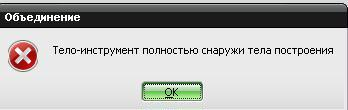 Объединение
Тело-инструмент полностью снаружи тела построения
OK